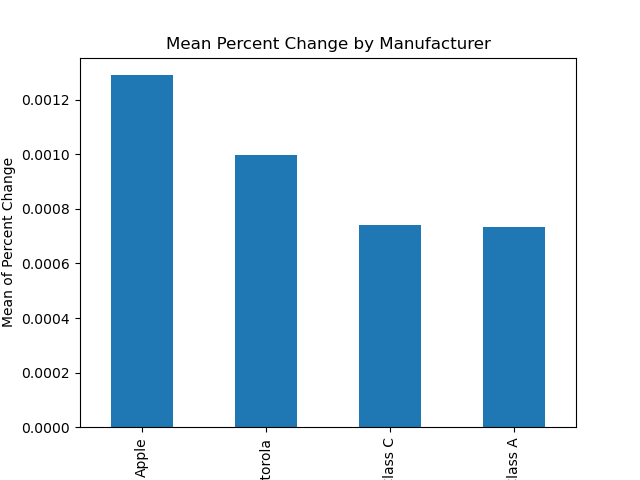 Mean Percent Change by Manufacturer
Mean of Percent Change
0.0012
0.0010
0.0008
0.0006
0.0004
0.0002
0.0000
Apple
torola
lass C
lass A